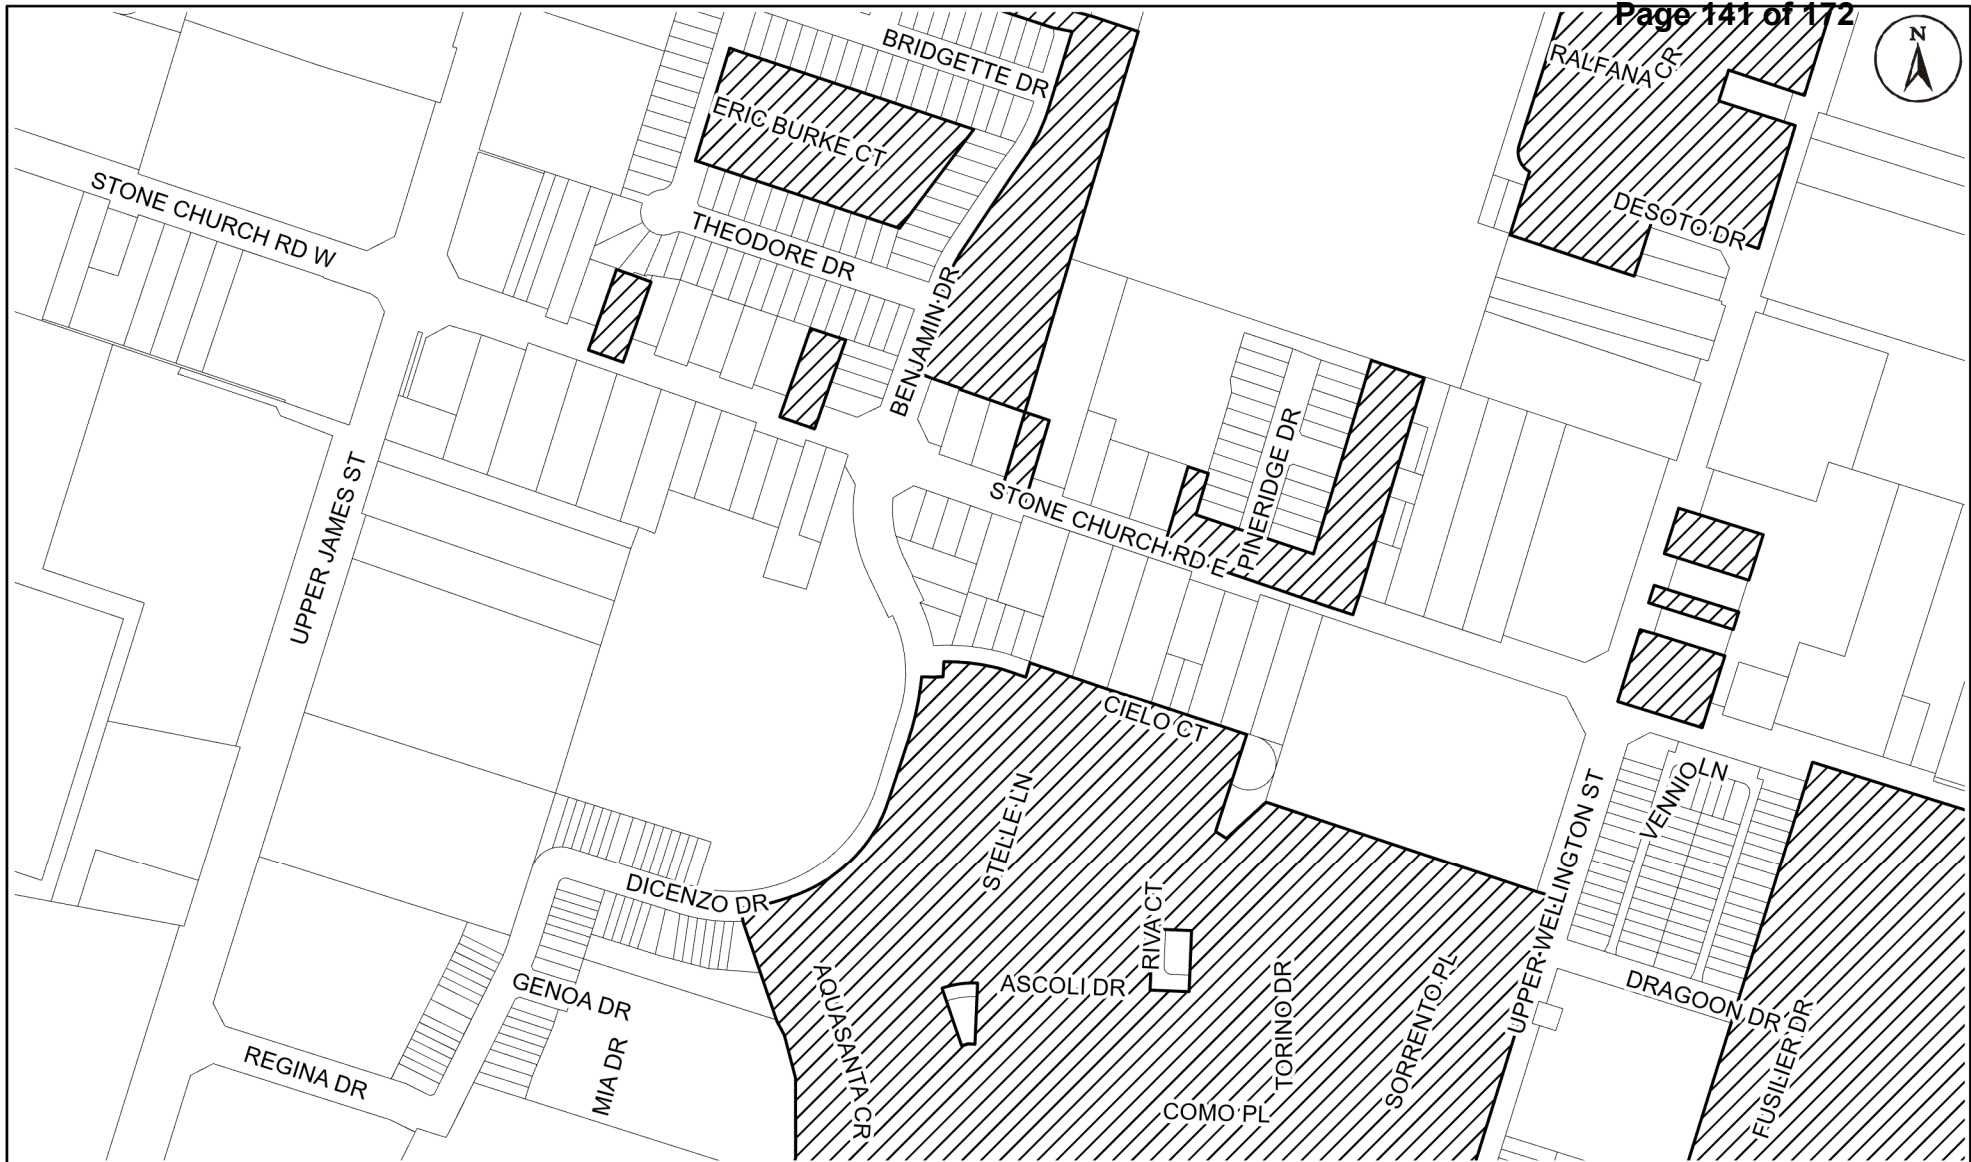 Page 141 of 172
N
BRIDGETTE DR
RALFANA CR
ERIC BURKE CT
STONE CHURCH RD W
THEODORE DR
DESOTO DR
BENJAMIN DR
PINERIDGE DR
UPPER JAMES ST
STONE CHURCH RD E
CIELO CT
VENNIO LN
STELLE LN
UPPER WELLINGTON ST
DICENZO DR
RIVA CT
ASCOLI DR
GENOA DR
AQUASANTA CR
TORINO DR
SORRENTO PL
DRAGOON DR
FUSILIER DR
REGINA DR
MIA DR
COMO PL